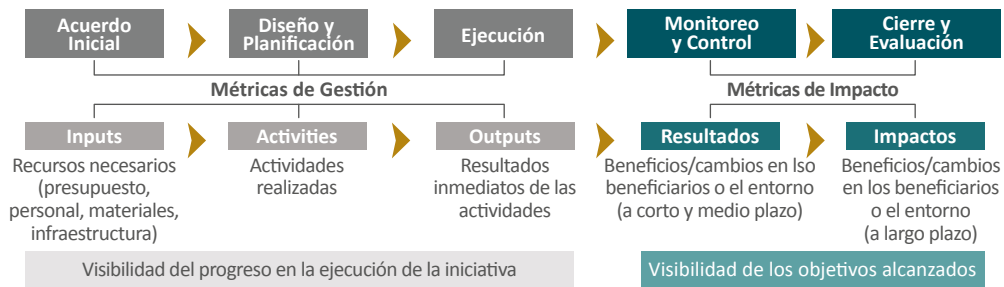 Acuerdo
Inicial
Diseño y
Planificación
Ejecución
Monitoreo
y Control
Cierre y
Evaluación
Métricas de Gestión
Métricas de Impacto
Inputs
Activities
Outputs
Resultados
Impactos
Recursos necesarios
(presupuesto,
personal, materiales,
infraestructura)
Actividades
realizadas
Resultados
inmediatos de las
actividades
Beneficios/cambios en lso
beneficiarios o el entorno
(a corto y medio plazo)
Beneficios/cambios
en los beneficiarios
o el entorno
(a largo plazo)
Visibilidad del progreso en la ejecución de la iniciativa
Visibilidad de los objetivos alcanzados